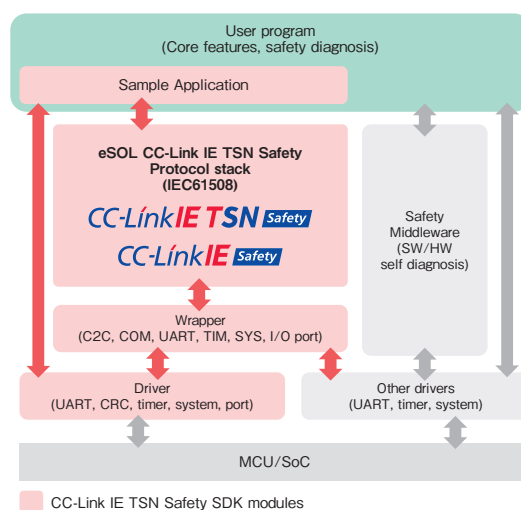 User program
(Core features, safety diagnosis)
Sample Application
eSOL CC-Link IE TSN Safety
Protocol stack
(IEC61508)
CC-Link IE TSN Safety
CC-Link IE Safety
Safety
Middleware
(SW/HW
self diagnosis)
Wrapper
(C2C, COM, UART, TIM, SYS, I/O port)
Driver
(UART, CRC, timer, system, port)
Other drivers
(UART, timer, system)
MCU/SoC
CC-Link IE TSN Safety SDK modules